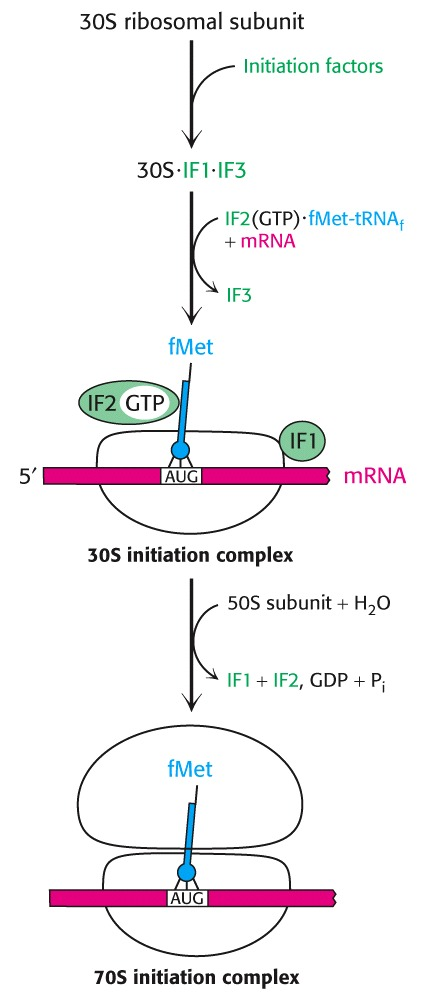 30S ribosomal subunit
Initiation factors
30S·IF1·IF3
IF2(GTP)·fMet-tRNAf
+ mRNA
IF3
fMet
IF2 GTP
IF1
5′ AUG mRNA
30S initiation complex
50S subunit + H2O
IF1 + IF2, GDP + Pi
fMet
AUG
70S initiation complex